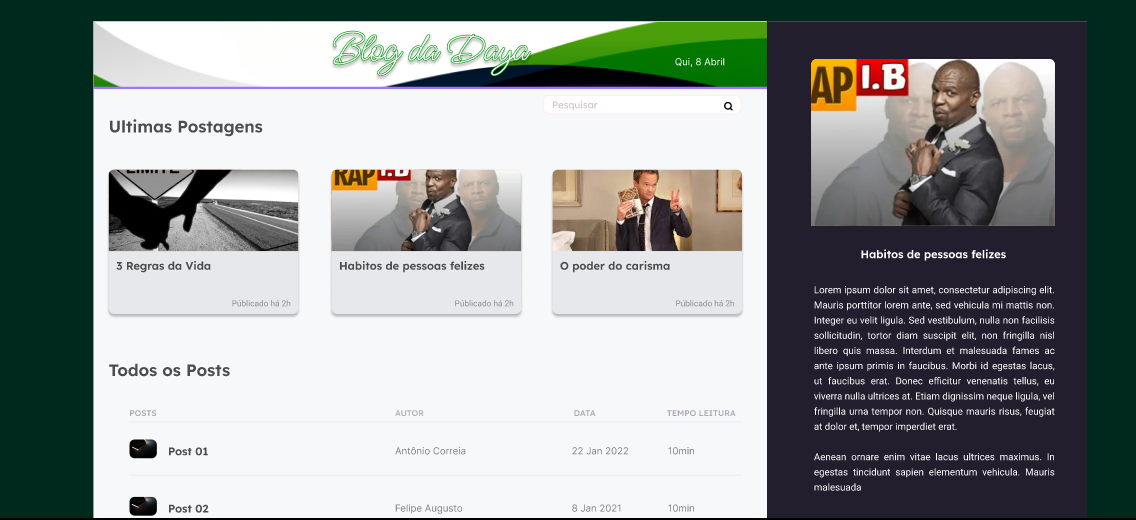 Blog da Daya
Qui, 8 Abril
Pesquisar
Ultimas Postagens
LIMITE
RAP I.B
3 Regras da Vida
Públicado há 2h
Habitos de pessoas felizes
Públicado há 2h
O poder do carisma
Públicado há 2h
Todos os Posts
POSTS AUTOR DATA TEMPO LEITURA
Post 01 Antônio Correia 22 Jan 2022 10min
Post 02 Felipe Augusto 8 Jan 2021 10min
AP I.B
Habitos de pessoas felizes
Lorem ipsum dolor sit amet, consectetur adipiscing elit.
Mauris porttitor lorem ante, sed vehicula mi mattis non.
Integer eu velit ligula. Sed vestibulum, nulla non facilisis
sollicitudin, tortor diam suscipit elit, non fringilla nisl
libero quis massa. Interdum et malesuada fames ac
ante ipsum primis in faucibus. Morbi id egestas lacus,
ut faucibus erat. Donec efficitur venenatis tellus, eu
viverra nulla ultrices at. Etiam dignissim neque ligula, vel
fringilla urna tempor non. Quisque mauris risus, feugiat
at dolor et, tempor imperdiet erat.
Aenean ornare enim vitae lacus ultrices maximus. In
egestas tincidunt sapien elementum vehicula. Mauris
malesuada